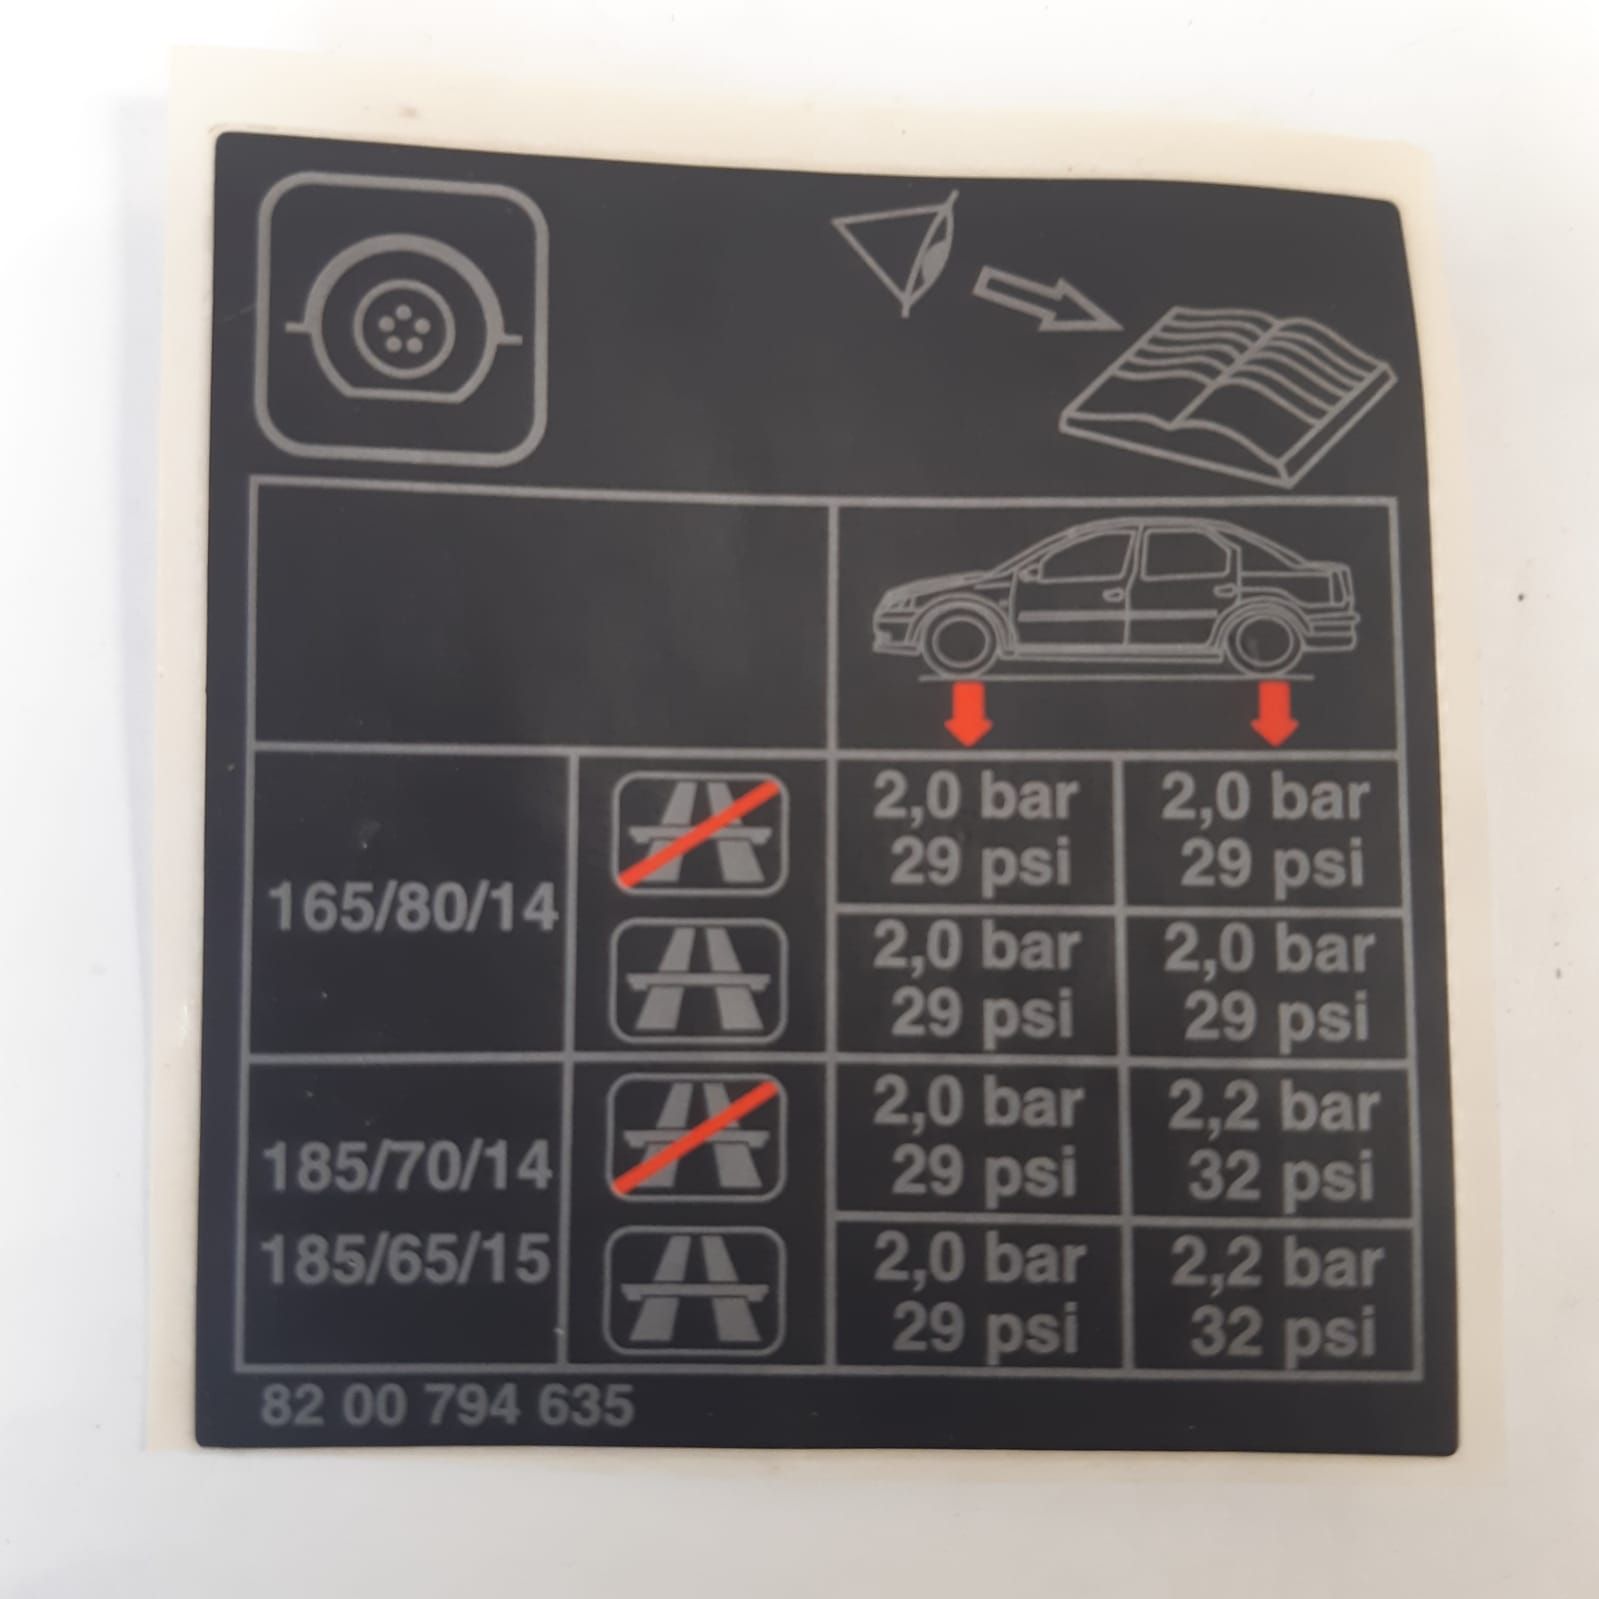 2,0 bar 2,0 bar
29 psi 29 psi
165/80/14
2,0 bar 2,0 bar
29 psi 29 psi
2,0 bar 2,2 bar
185/70/14 29 psi 32 psi
185/65/15 2,0 bar 2,2 bar
29 psi 32 psi
82 00 794 635